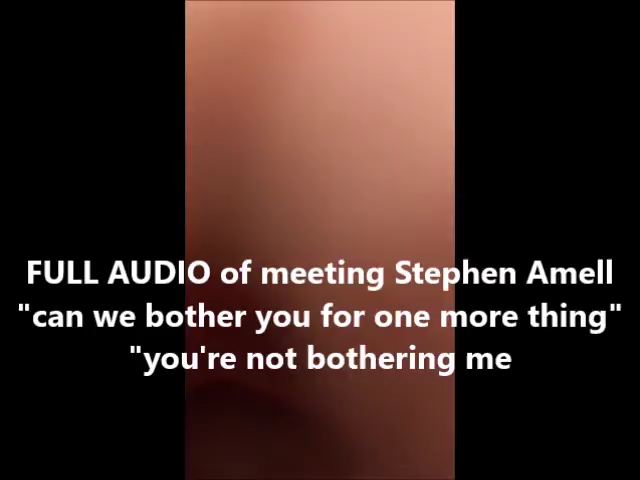 FULL AUDIO of meeting Stephen Amell
"can we bother you for one more thing"
"you're not bothering me